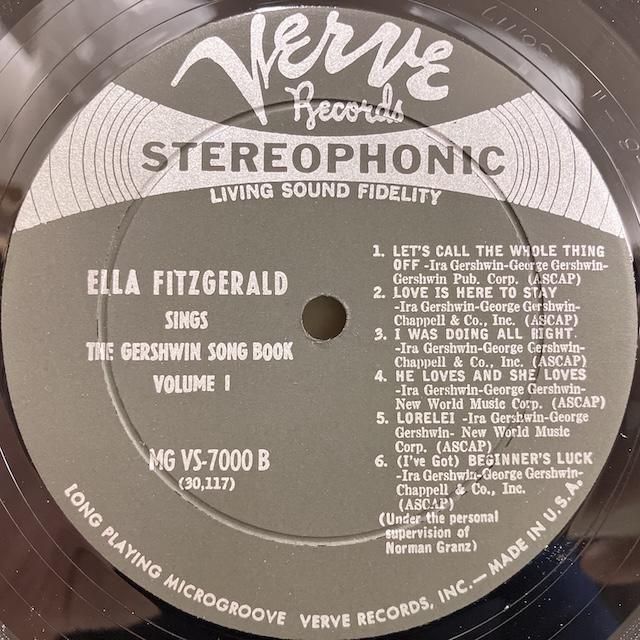 Verve
Records
STEREOPHONIC
LIVING SOUND FIDELITY
ELLA FITZGERALD
SINGS
THE GERSHWIN SONG BOOK
VOLUME I
MG VS-7000 B
(30,117)
1. LET'S CALL THE WHOLE THING
OFF -Ira Gershwin-George Gershwin-
Gershwin Pub. Corp. (ASCAP)
2. LOVE IS HERE TO STAY
-Ira Gershwin-George Gershwin-
Chappell & Co., Inc. (ASCAP)
3. I WAS DOING ALL RIGHT.
-Ira Gershwin-George Gershwin-
Chappell & Co., Inc. (ASCAP)
4. HE LOVES AND SHE LOVES
-Ira Gershwin-George Gershwin-
New World Music Corp. (ASCAP)
5. LORELEI -Ira Gershwin-George
Gershwin- New World Music
Corp. (ASCAP)
6. (I've Got) BEGINNER'S LUCK
-Ira Gershwin-George Gershwin-
Chappell & Co., Inc.
(ASCAP)
(Under the personal
supervision of
Norman Granz)
LONG PLAYING MICROGROOVE VERVE RECORDS, INC.— MADE IN U.S.A.